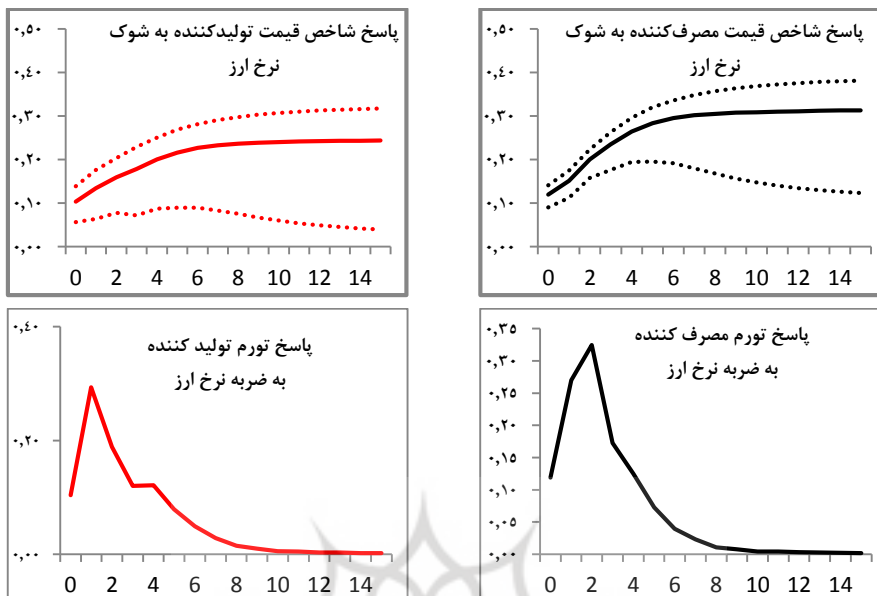 پاسخ شاخص قیمت تولیدکننده به شوک
نرخ ارز
۰,۵۰
۰,۴۰
۰,۳۰
۰,۲۰
۰,۱۰
۰,۰۰
0 2 4 6 8 10 12 14
پاسخ شاخص قیمت مصرف‌کننده به شوک
نرخ ارز
۰,۵۰
۰,۴۰
۰,۳۰
۰,۲۰
۰,۱۰
۰,۰۰
0 2 4 6 8 10 12 14
پاسخ تورم تولید کننده
به ضربه نرخ ارز
۰,۴۰
۰,۲۰
۰,۰۰
0 2 4 6 8 10 12 14
پاسخ تورم مصرف کننده
به ضربه نرخ ارز
۰,۳۵
۰,۳۰
۰,۲۵
۰,۲۰
۰,۱۵
۰,۱۰
۰,۰۵
۰,۰۰
0 2 4 6 8 10 12 14